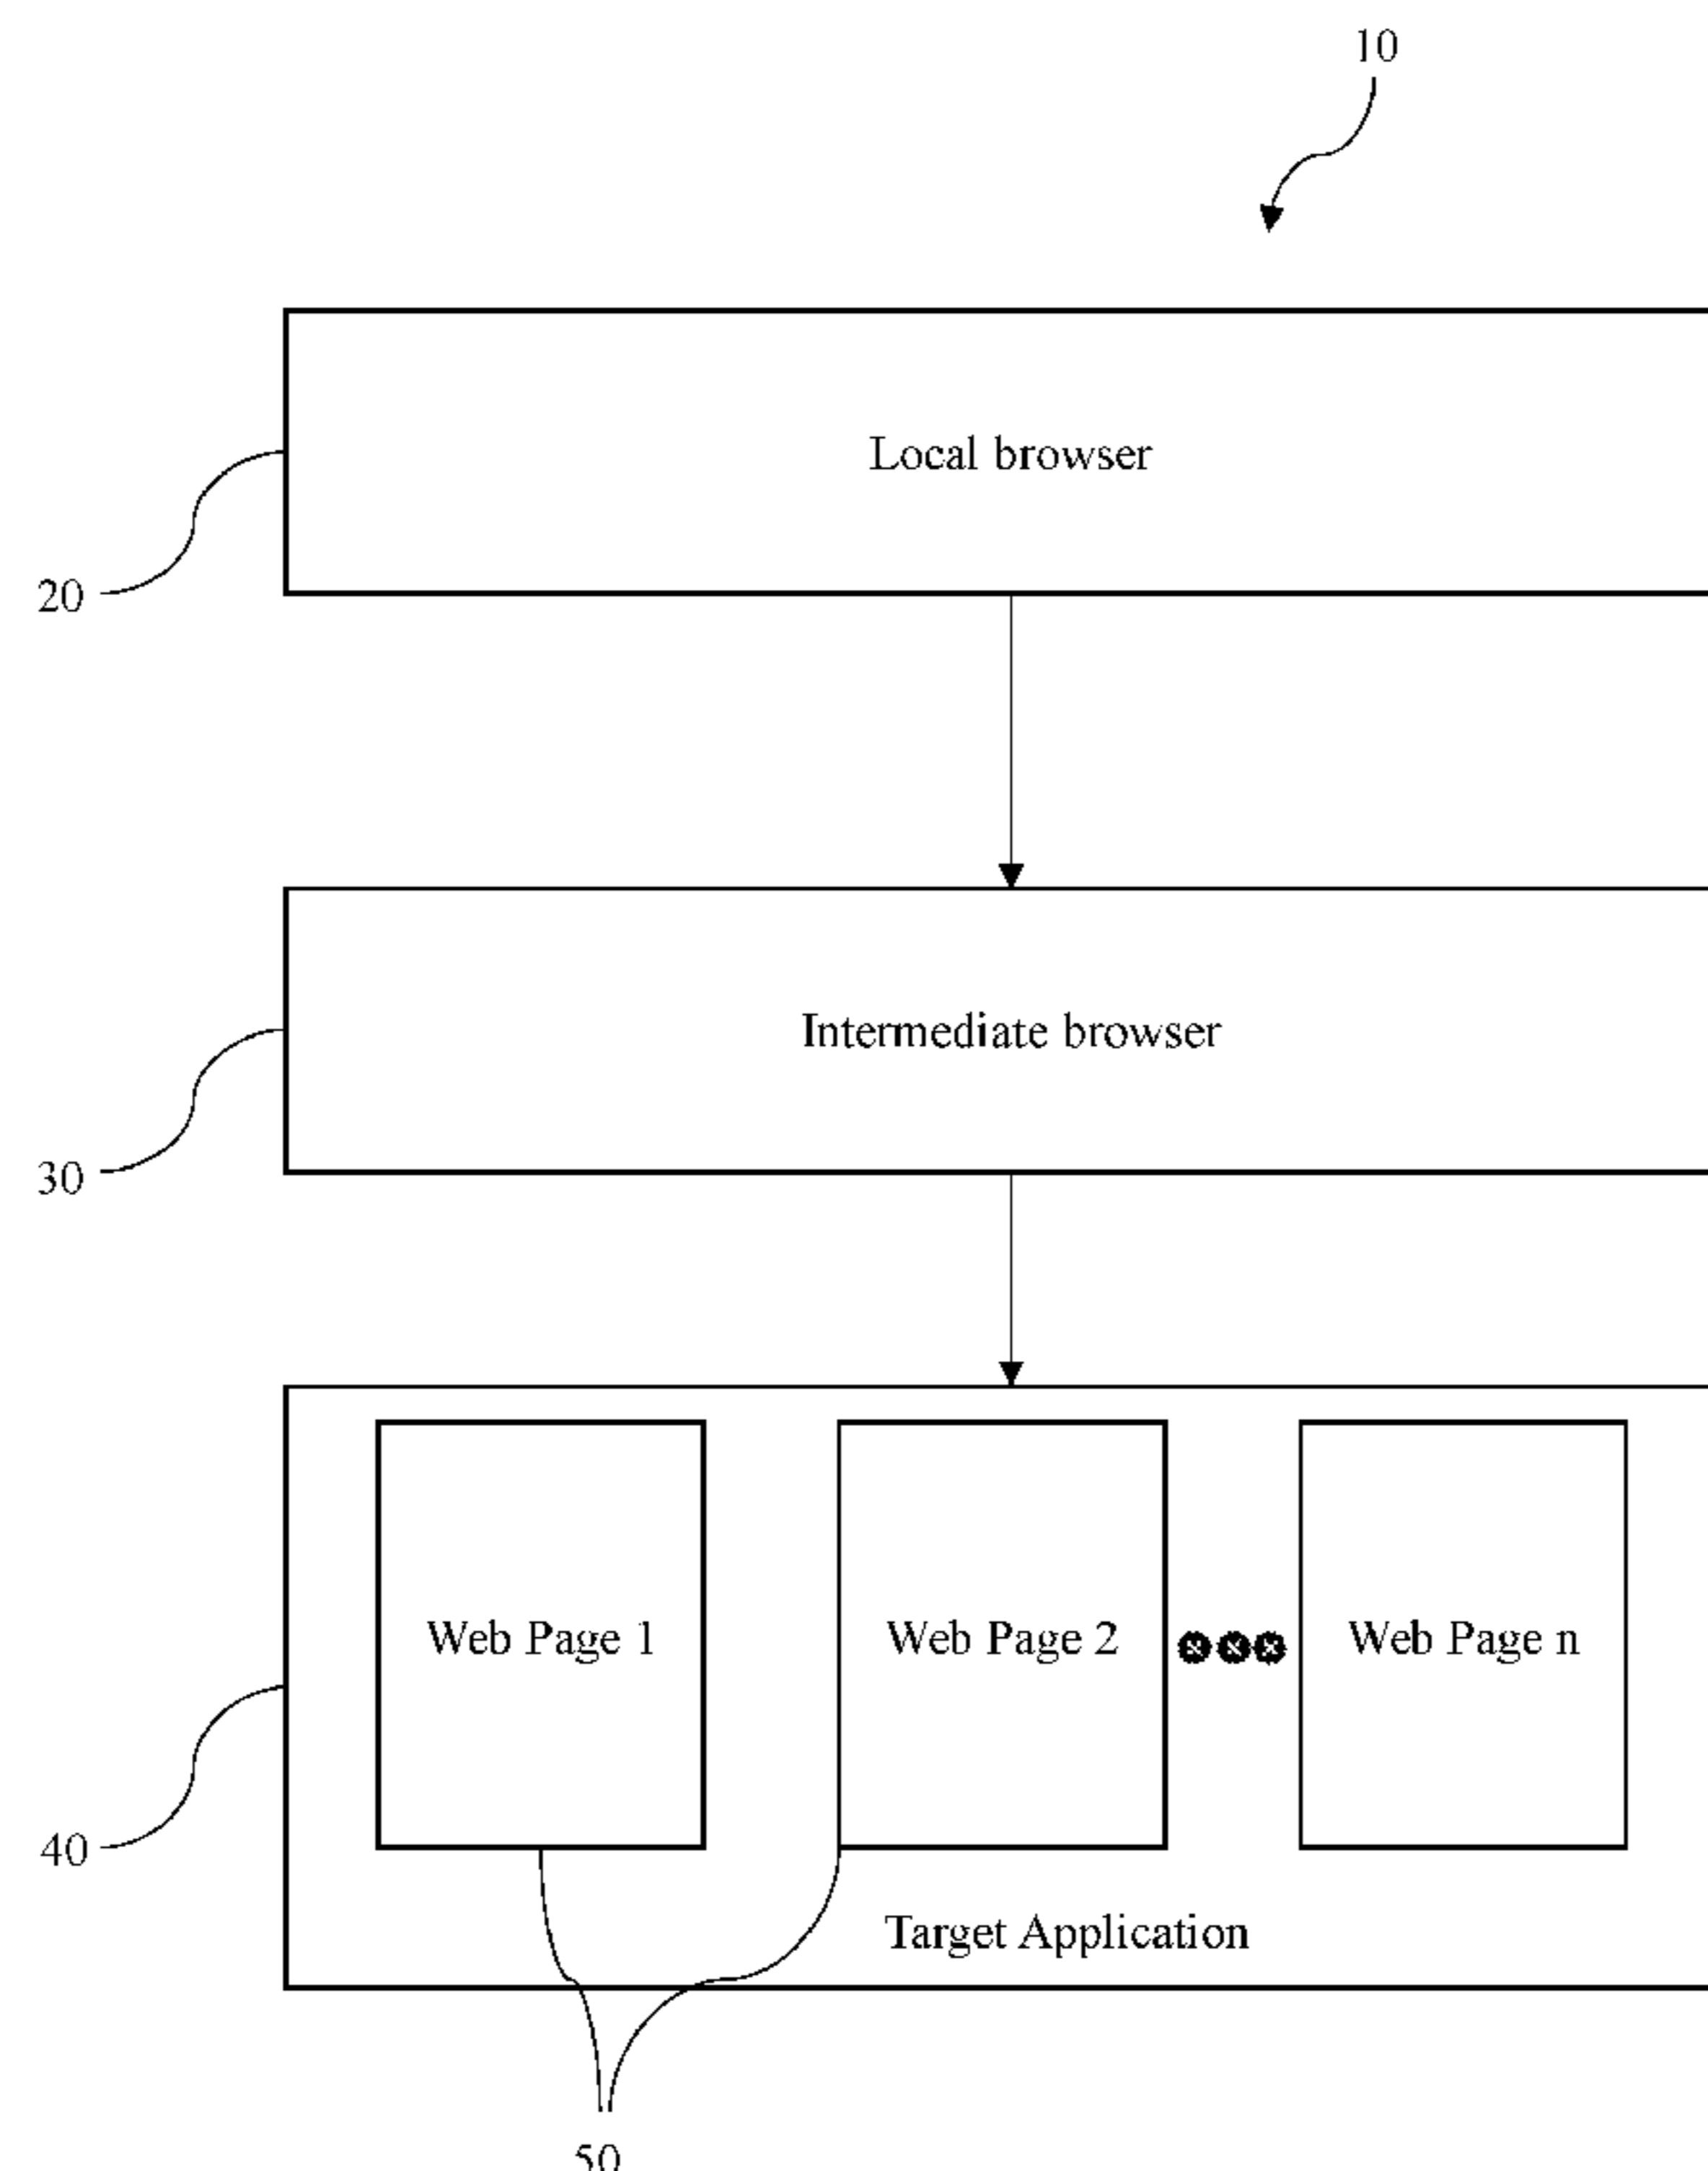 10
Local browser
20
Intermediate browser
30
Web Page 1
Web Page 2
Web Page n
40
Target Application
50